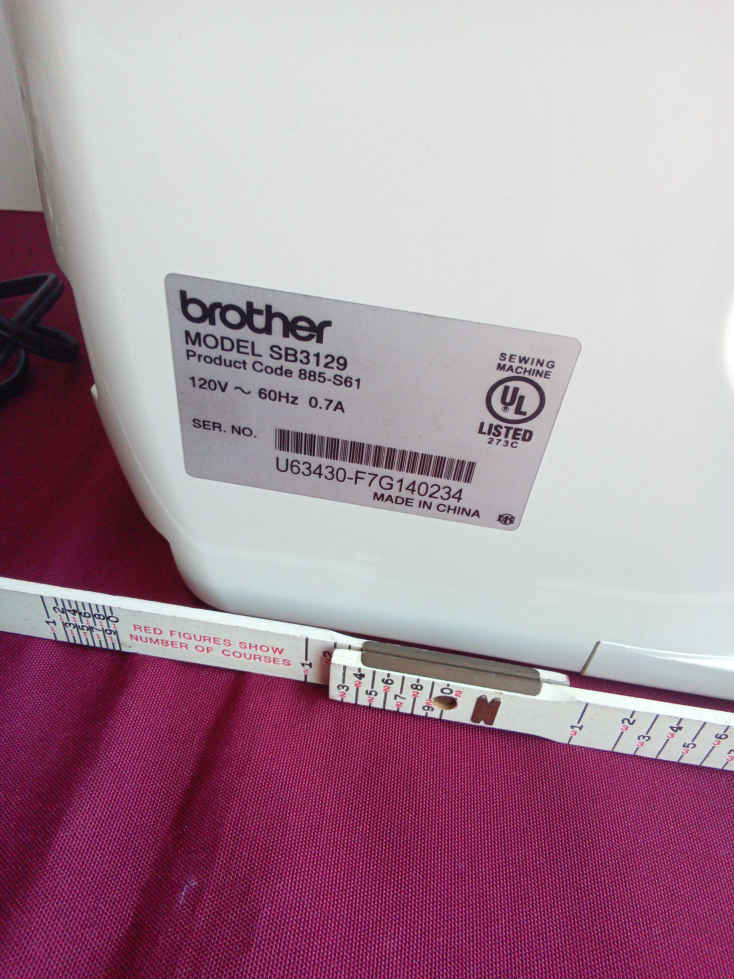 brother
MODEL SB3129
Product Code 885-S61
120V ~ 60Hz 0.7A
SER. NO.
U63430-F7G140234
MADE IN CHINA
SEWING
MACHINE
UL
®
LISTED
273C
RED FIGURES SHOW
NUMBER OF COURSES